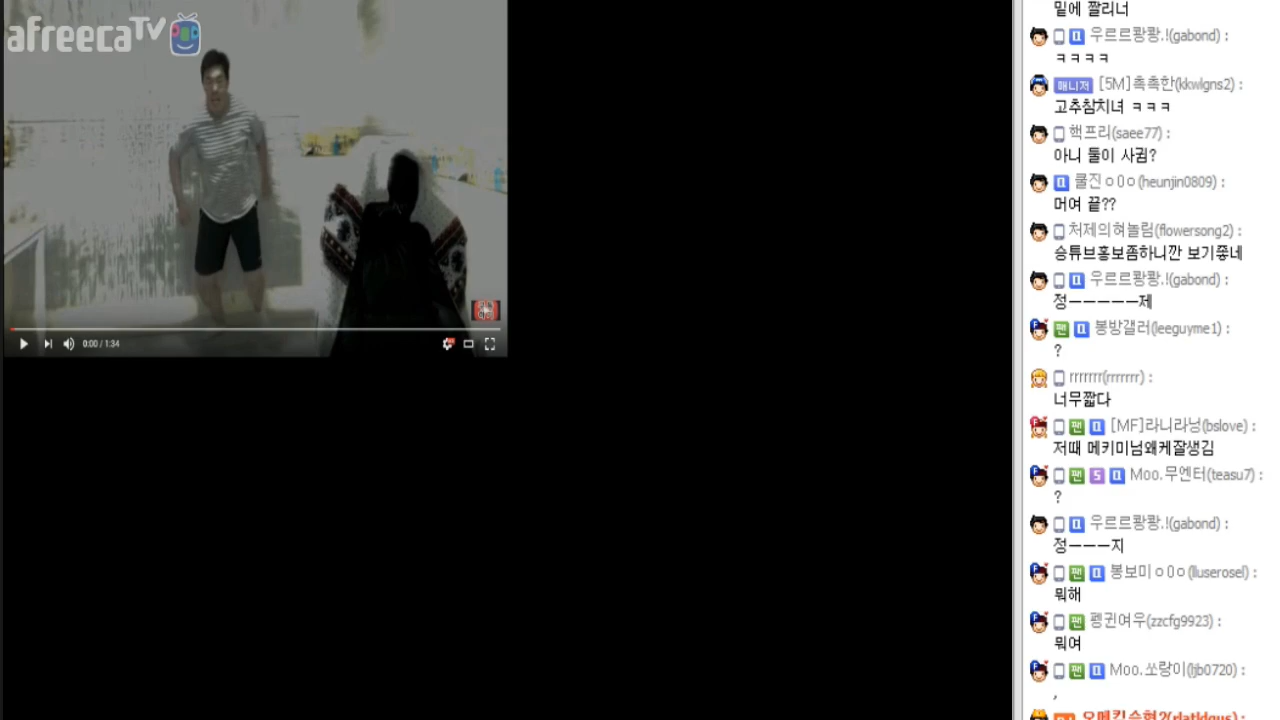 afreecaTV
0:00 / 1:34
밑에 짤리너
우르르쾅쾅.!(gabond) :
ㅋㅋㅋㅋ
매니저 [5M]촉촉한(kkwlgns2) :
고추참치녀 ㅋㅋㅋ
핵프리(saee77) :
아니 둘이 사귐?
쿨진ㅇ0ㅇ(heunjin0809) :
머여 끝??
처제의혀놀림(flowersong2) :
승튜브홍보쫌하니깐 보기좋네
우르르쾅쾅.!(gabond) :
정ㅡㅡㅡㅡㅡ제
팬 봉방갤러(leeguyme1) :
?
rrrrrrr(rrrrrrr) :
너무짧다
팬 [MF]라니라닝(bslove) :
저때 메키미님왜케잘생김
팬 S Moo.무엔터(teasu7) :
?
우르르쾅쾅.!(gabond) :
정ㅡㅡㅡ지
팬 봉보미ㅇ0ㅇ(lluserosel) :
뭐해
팬 펭귄여우(zzcfg9923) :
뭐여
팬 Moo.쏘랑이(ljb0720) :
,